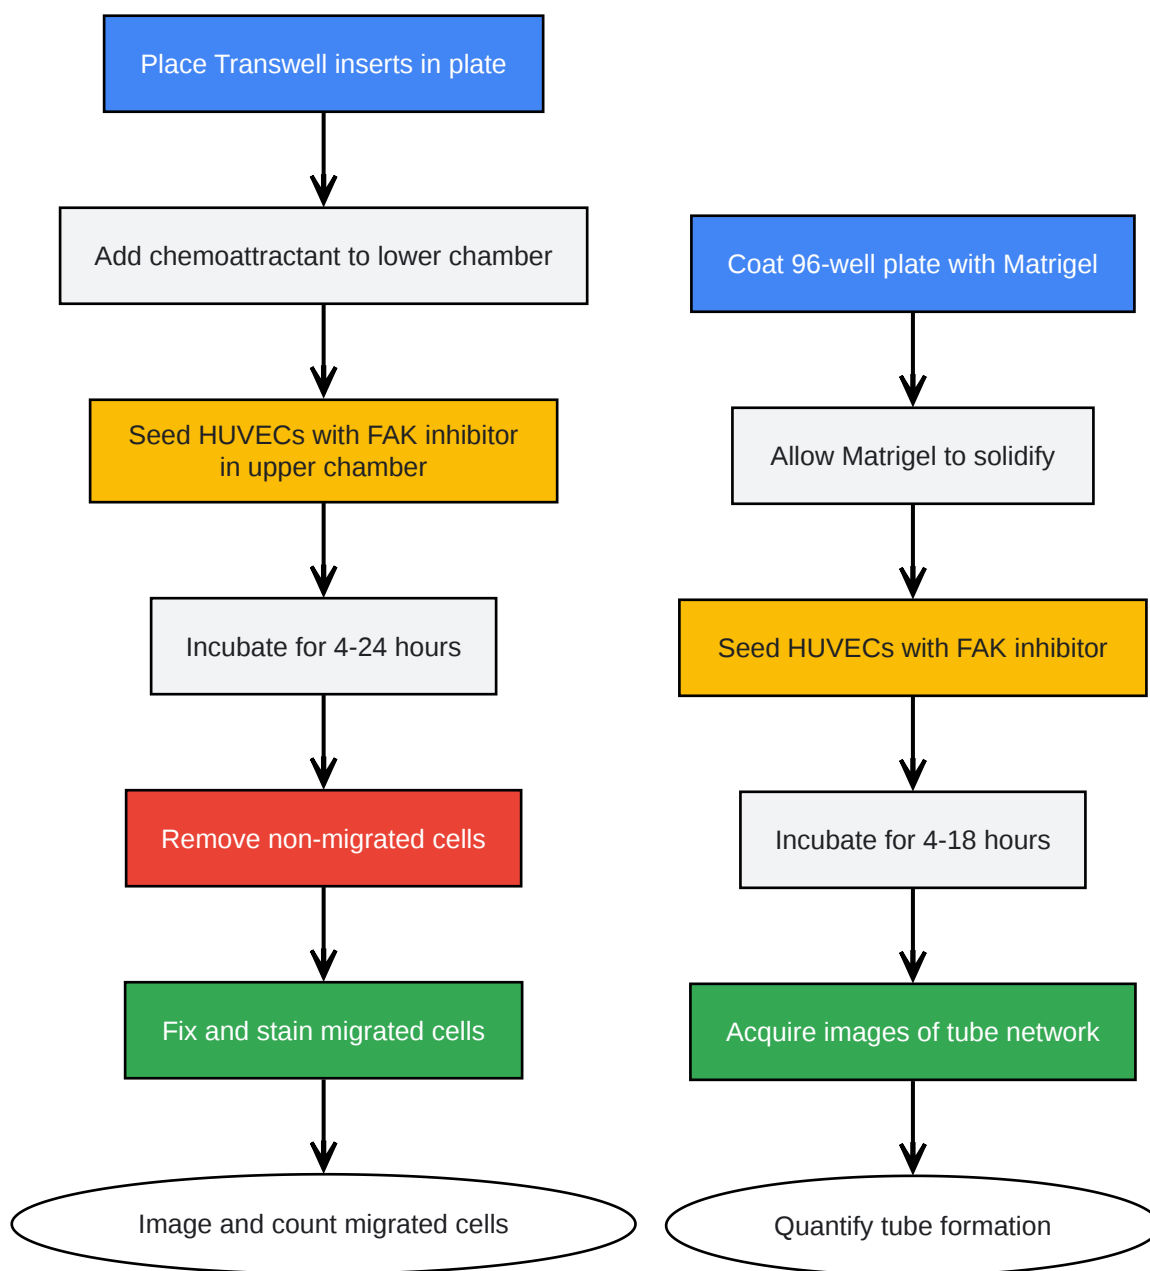 Place Transwell inserts in plate
Add chemoattractant to lower chamber
Seed HUVECs with FAK inhibitor
in upper chamber
Incubate for 4-24 hours
Remove non-migrated cells
Fix and stain migrated cells
Image and count migrated cells
Coat 96-well plate with Matrigel
Allow Matrigel to solidify
Seed HUVECs with FAK inhibitor
Incubate for 4-18 hours
Acquire images of tube network
Quantify tube formation